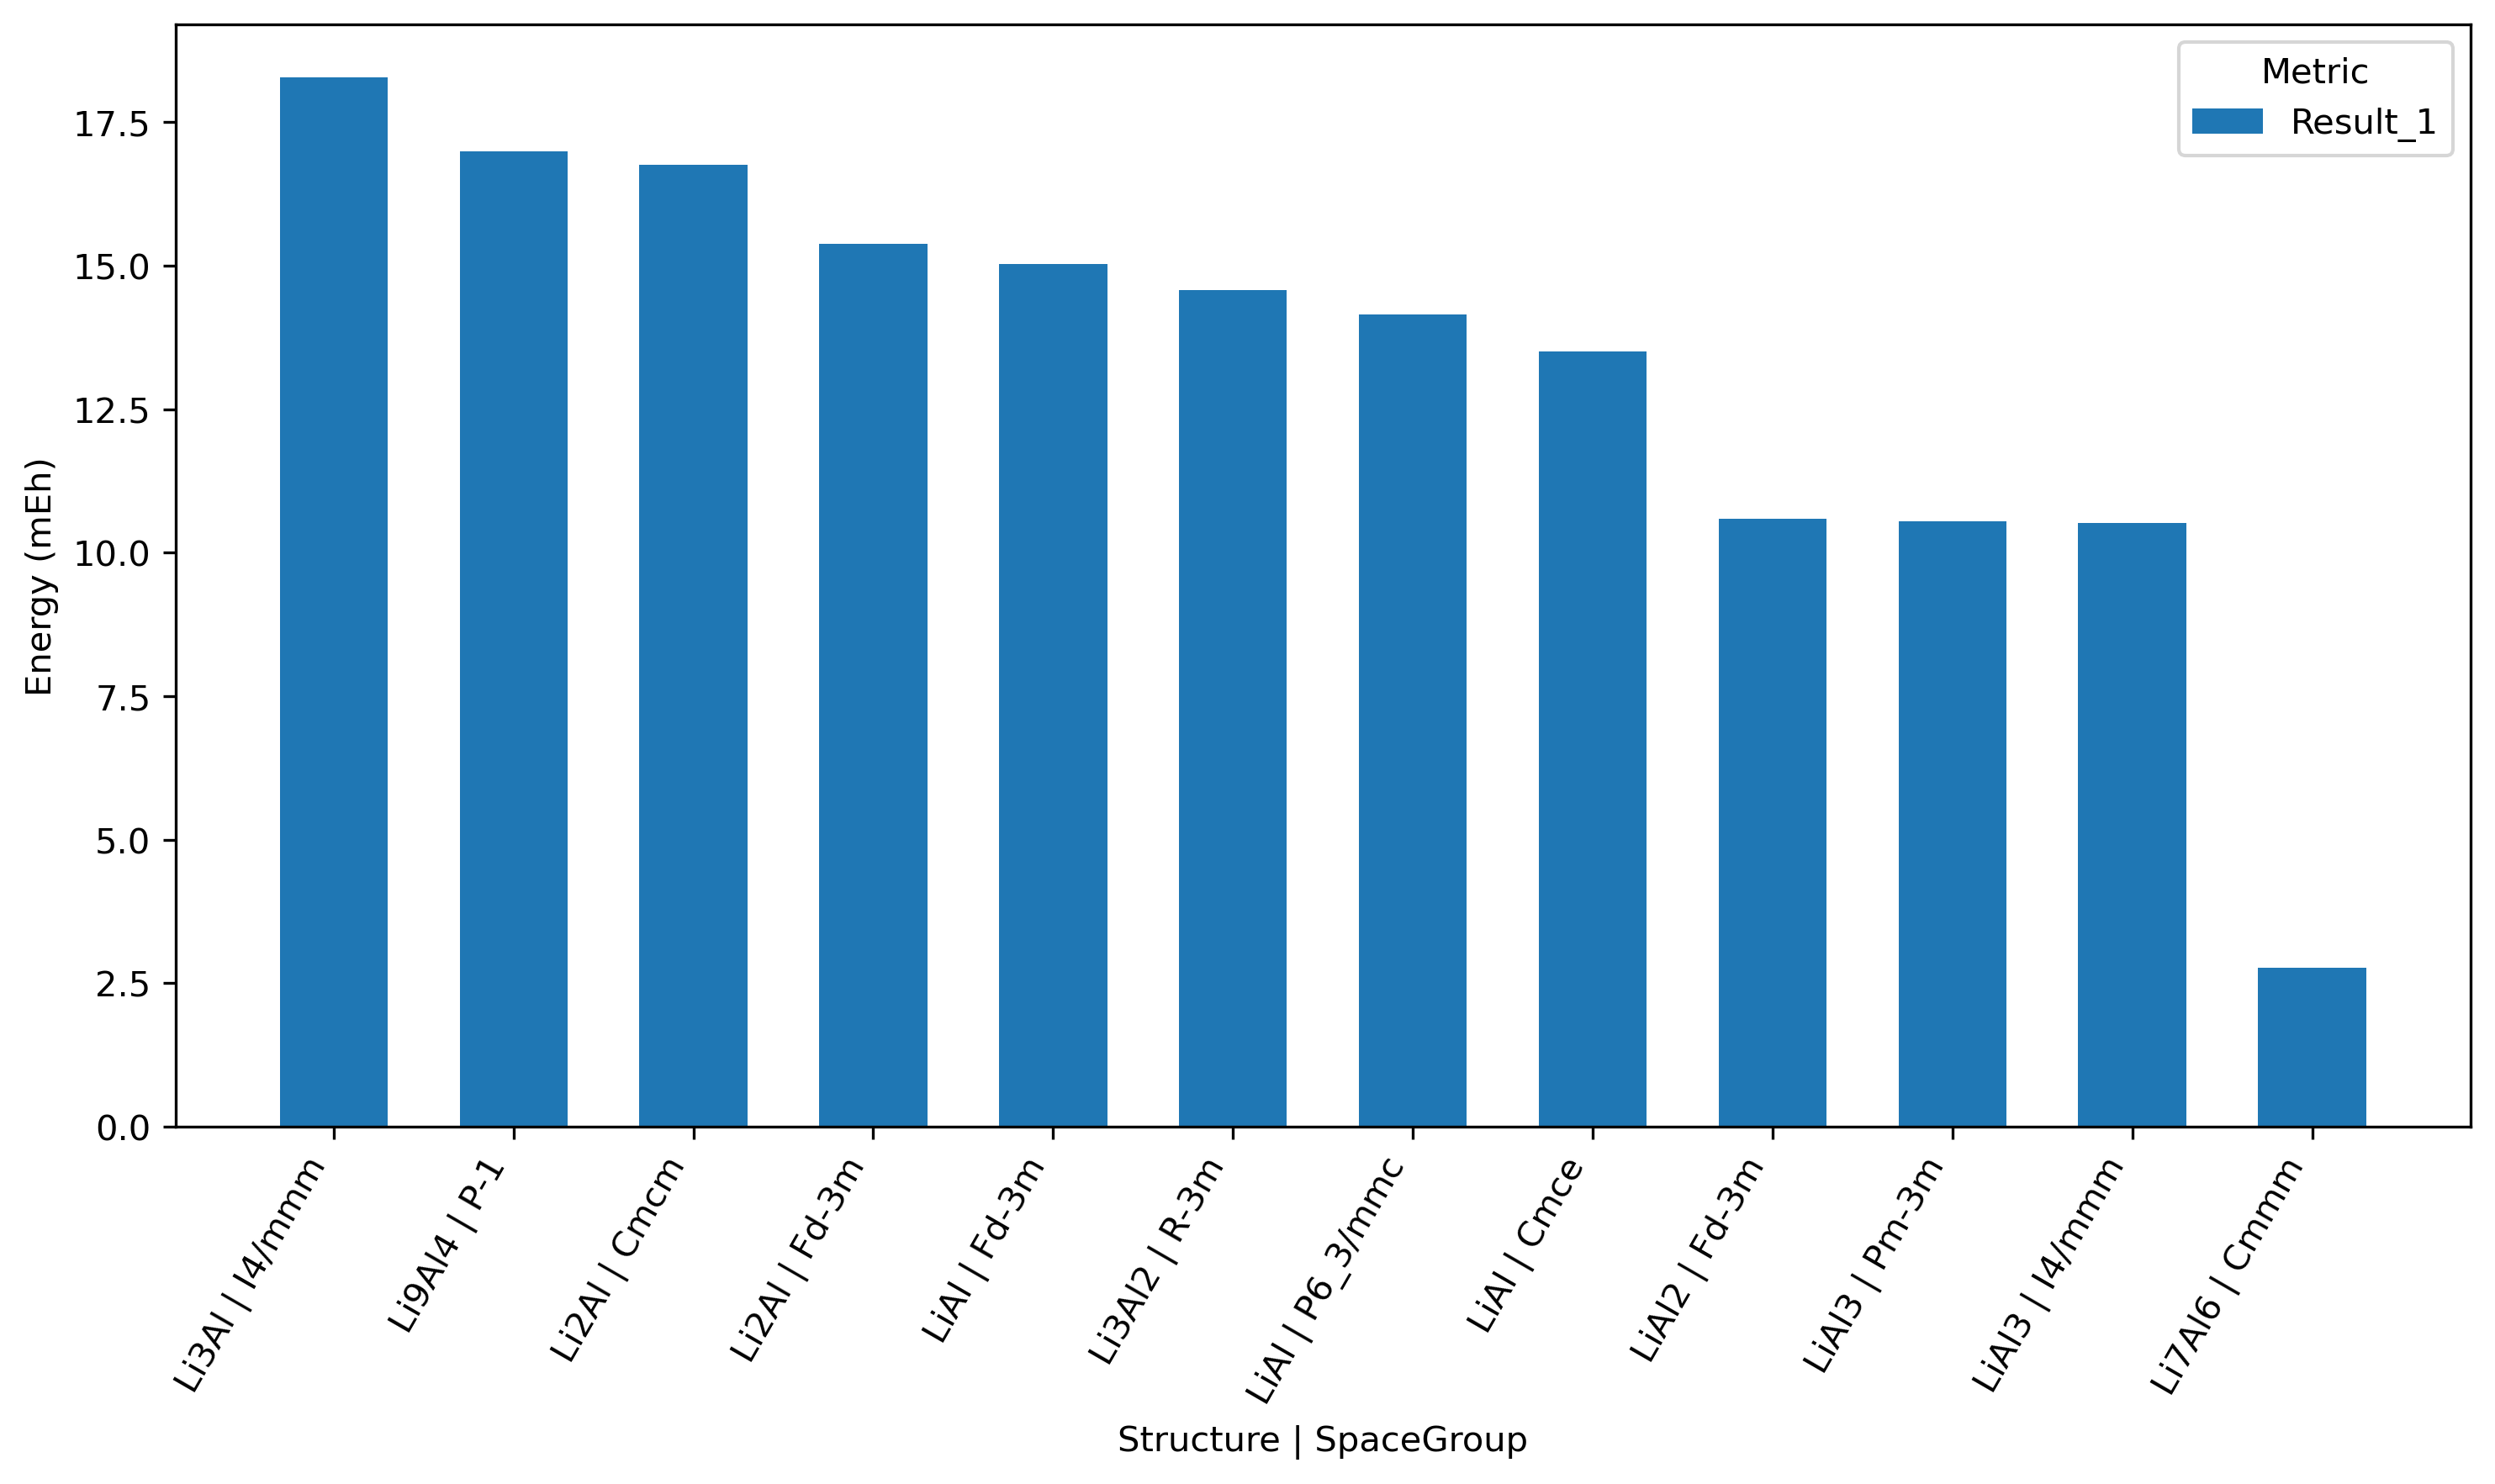 Metric
Result_1
17.5
15.0
12.5
10.0
7.5
5.0
2.5
0.0
Energy (mEh)
Li3Al | I4/mmm
Li9Al4 | P-1
Li2Al | Cmcm
Li2Al | Fd-3m
LiAl | Fd-3m
Li3Al2 | R-3m
LiAl | P6_3/mmc
LiAl | Cmce
LiAl2 | Fd-3m
LiAl3 | Pm-3m
LiAl3 | I4/mmm
Li7Al6 | Cmmm
Structure | SpaceGroup